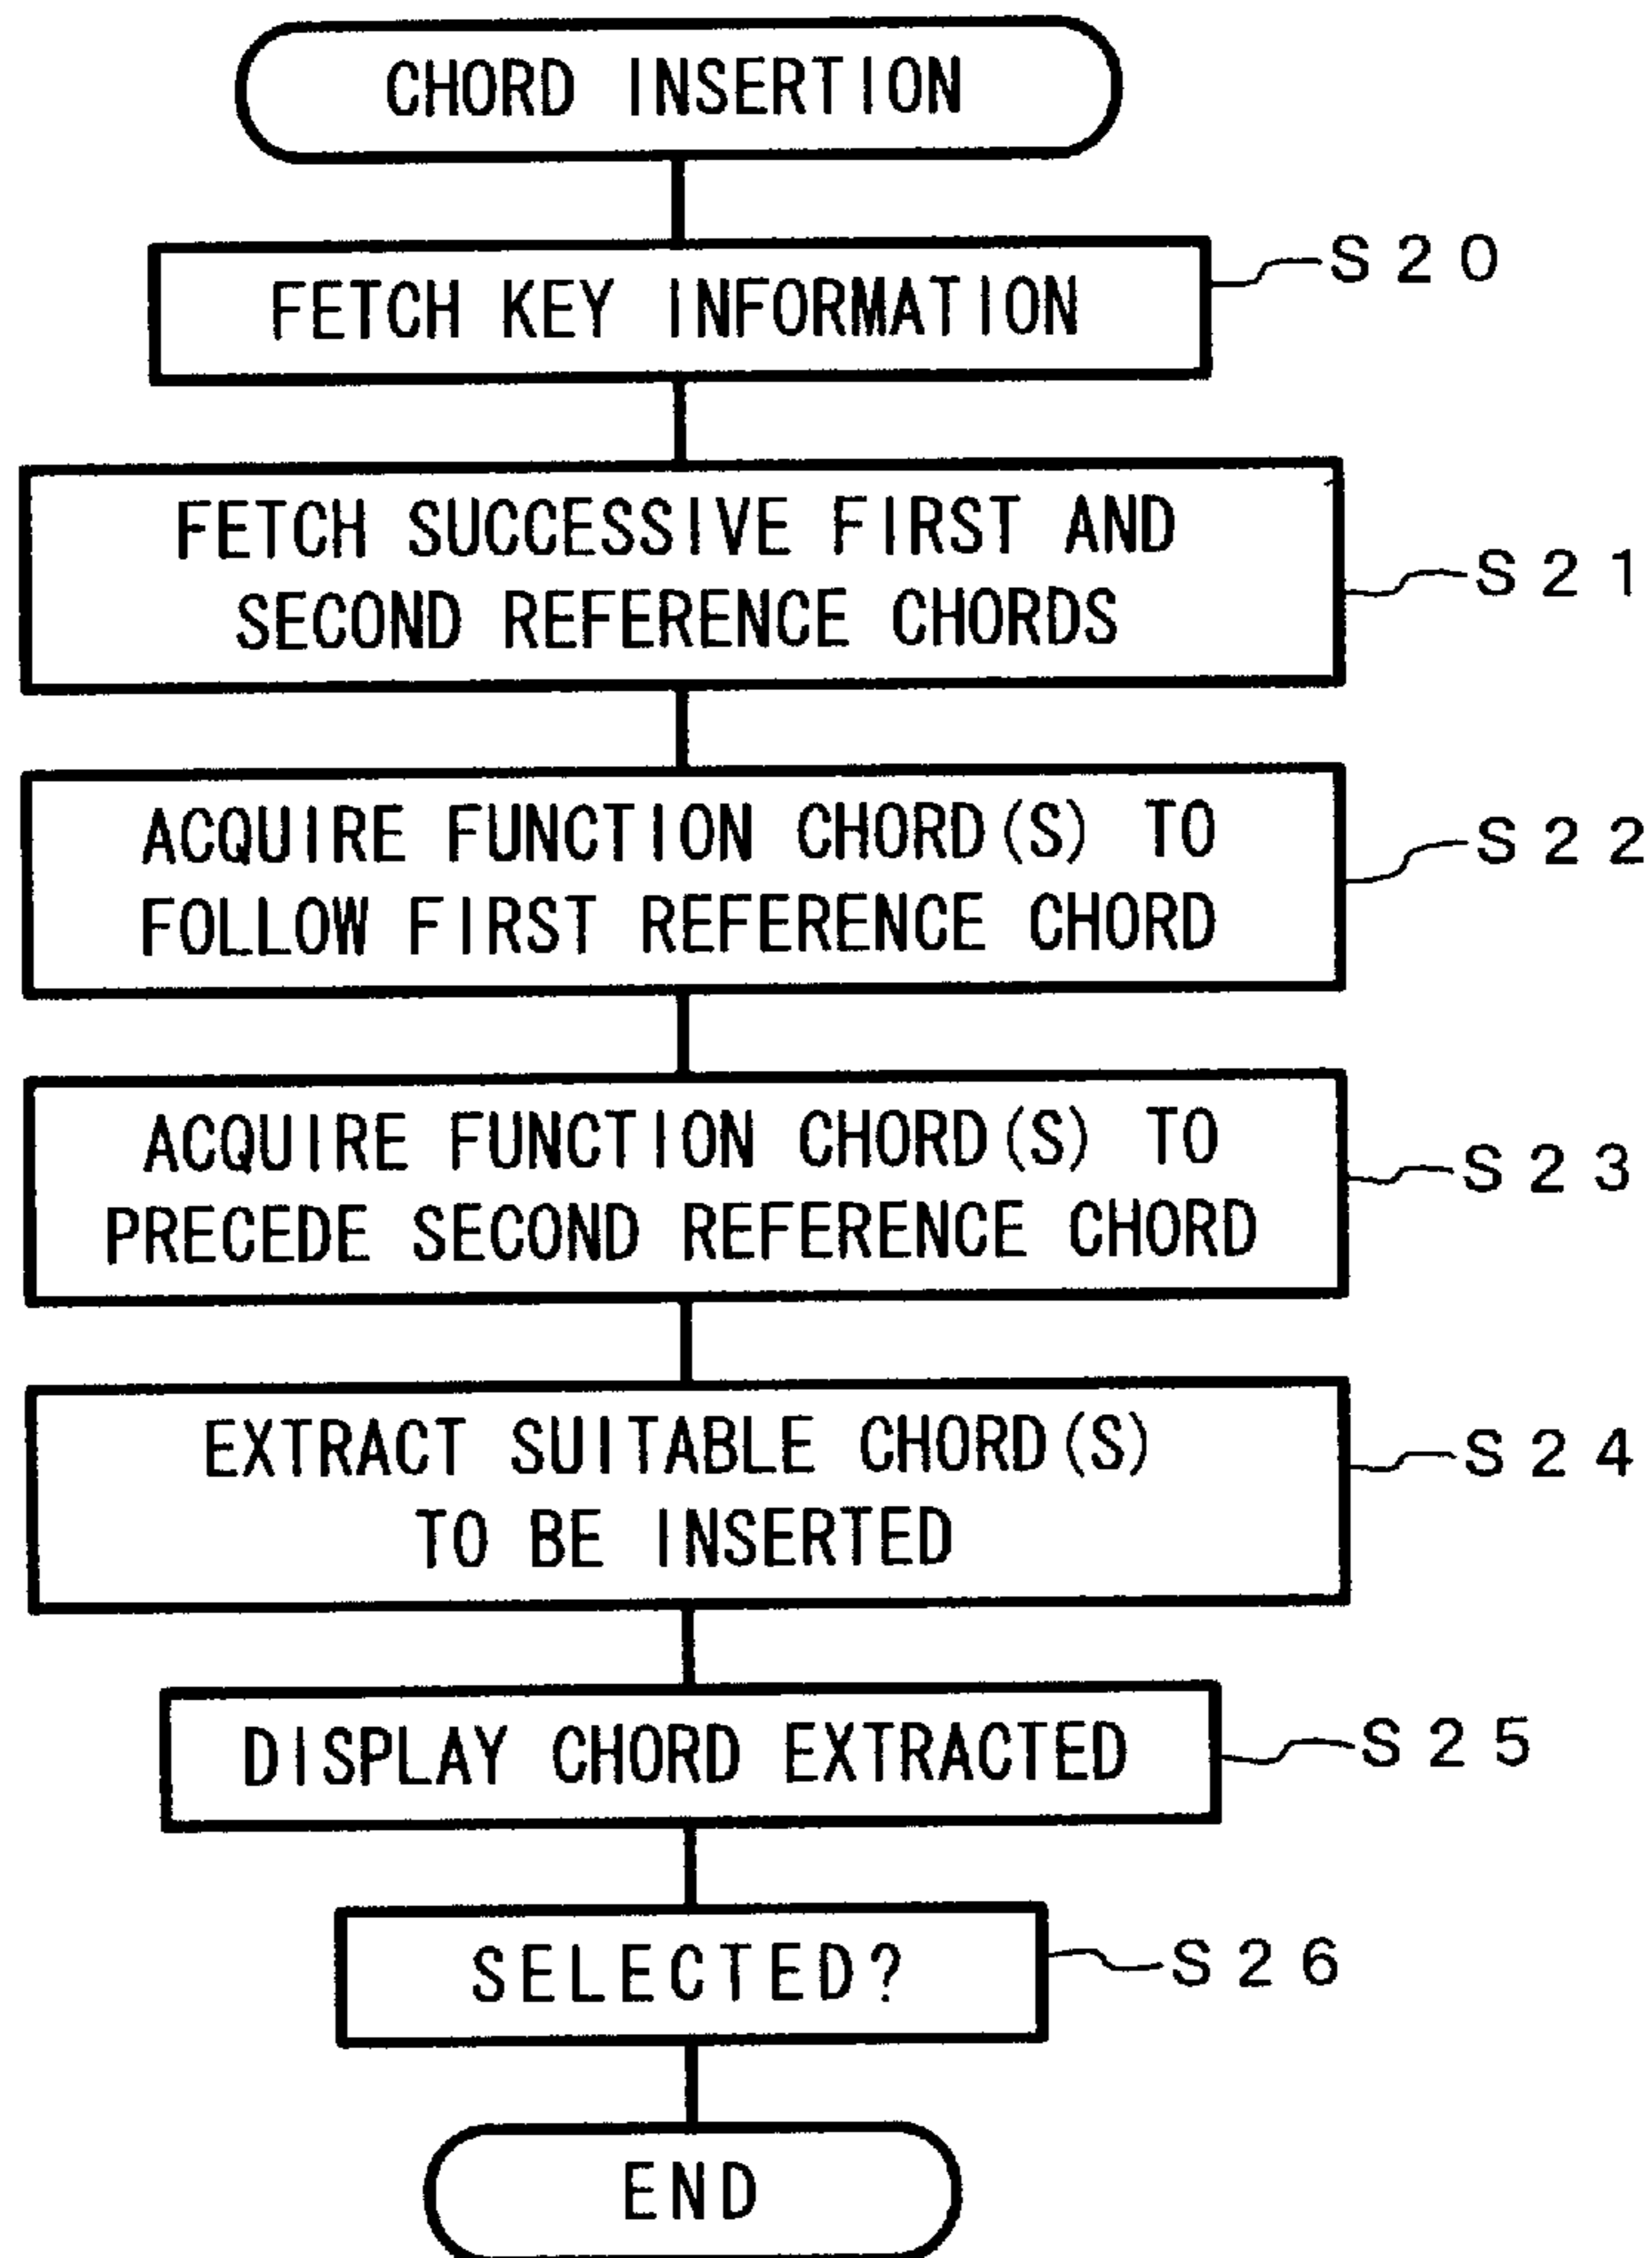 CHORD INSERTION
FETCH KEY INFORMATION
S20
FETCH SUCCESSIVE FIRST AND
SECOND REFERENCE CHORDS
S21
ACQUIRE FUNCTION CHORD(S) TO
FOLLOW FIRST REFERENCE CHORD
S22
ACQUIRE FUNCTION CHORD(S) TO
PRECEDE SECOND REFERENCE CHORD
S23
EXTRACT SUITABLE CHORD(S)
TO BE INSERTED
S24
DISPLAY CHORD EXTRACTED
S25
SELECTED?
S26
END